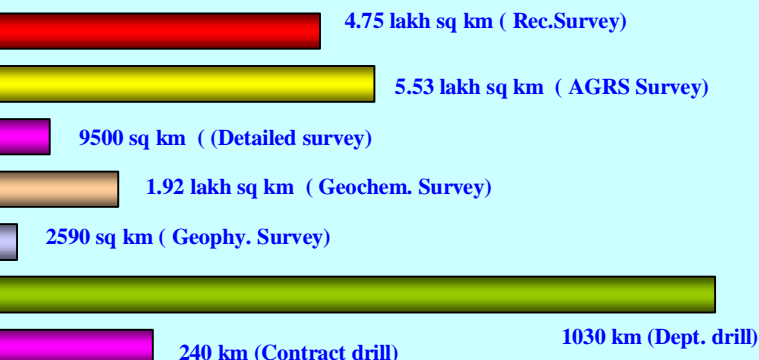 4.75 lakh sq km ( Rec.Survey)
5.53 lakh sq km ( AGRS Survey)
9500 sq km ( (Detailed survey)
1.92 lakh sq km ( Geochem. Survey)
2590 sq km ( Geophy. Survey)
1030 km (Dept. drill)
240 km (Contract drill)